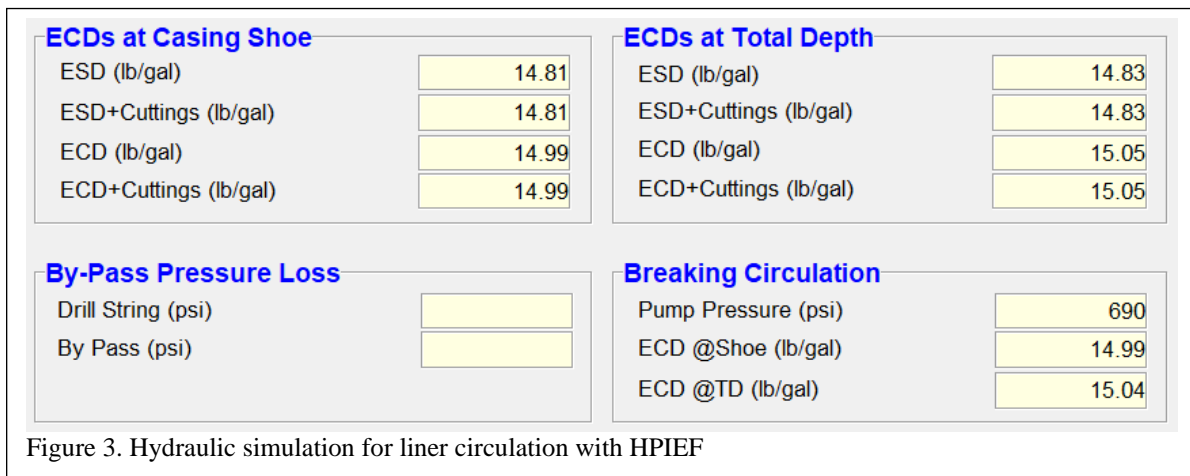 ECDs at Casing Shoe
ESD (lb/gal) 14.81
ESD+Cuttings (lb/gal) 14.81
ECD (lb/gal) 14.99
ECD+Cuttings (lb/gal) 14.99
ECDs at Total Depth
ESD (lb/gal) 14.83
ESD+Cuttings (lb/gal) 14.83
ECD (lb/gal) 15.05
ECD+Cuttings (lb/gal) 15.05
By-Pass Pressure Loss
Drill String (psi)
By Pass (psi)
Breaking Circulation
Pump Pressure (psi) 690
ECD @Shoe (lb/gal) 14.99
ECD @TD (lb/gal) 15.04
Figure 3. Hydraulic simulation for liner circulation with HPIEF